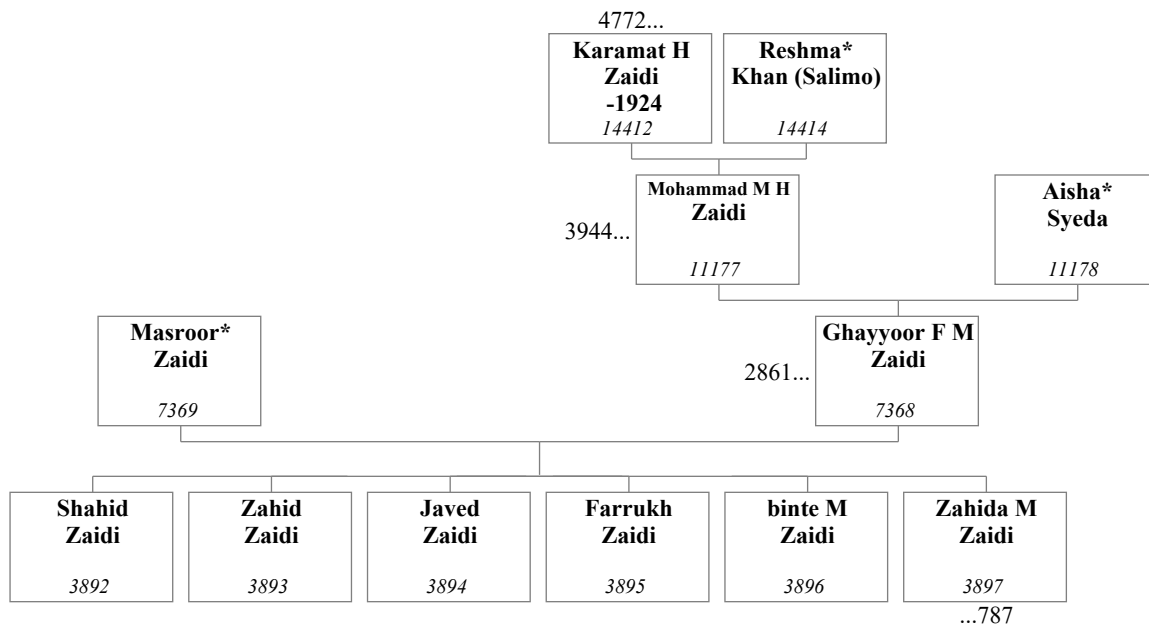 4772...
Karamat H
Zaidi
-1924
14412
Reshma*
Khan (Salimo)
14414
3944...
Mohammad M H
Zaidi
11177
Aisha*
Syeda
11178
Masroor*
Zaidi
7369
2861...
Ghayyoor F M
Zaidi
7368
Shahid
Zaidi
3892
Zahid
Zaidi
3893
Javed
Zaidi
3894
Farrukh
Zaidi
3895
binte M
Zaidi
3896
Zahida M
Zaidi
3897
...787